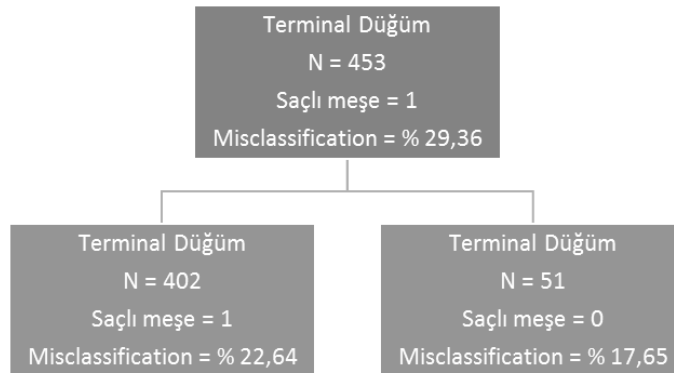 Terminal Düğüm
N = 453
Saçlı meşe = 1
Misclassification = % 29,36
Terminal Düğüm
N = 402
Saçlı meşe = 1
Misclassification = % 22,64
Terminal Düğüm
N = 51
Saçlı meşe = 0
Misclassification = % 17,65